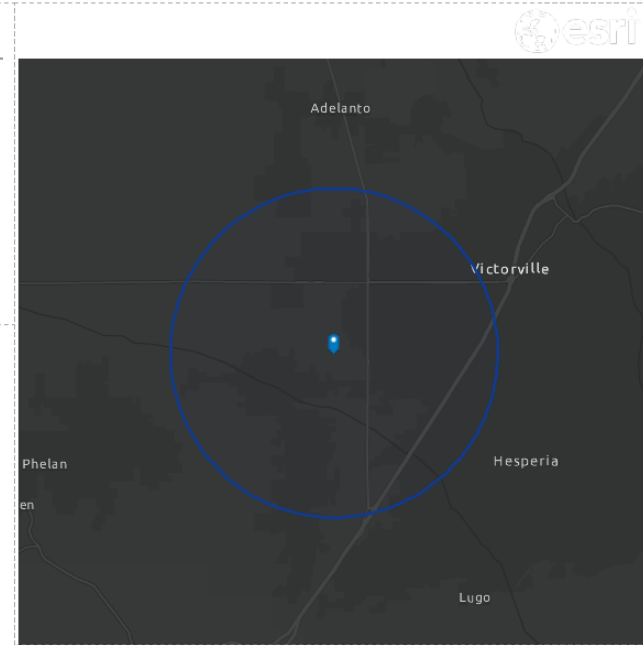 esri
Adelanto
Victorville
Phelan
Hesperia
en
Lugo